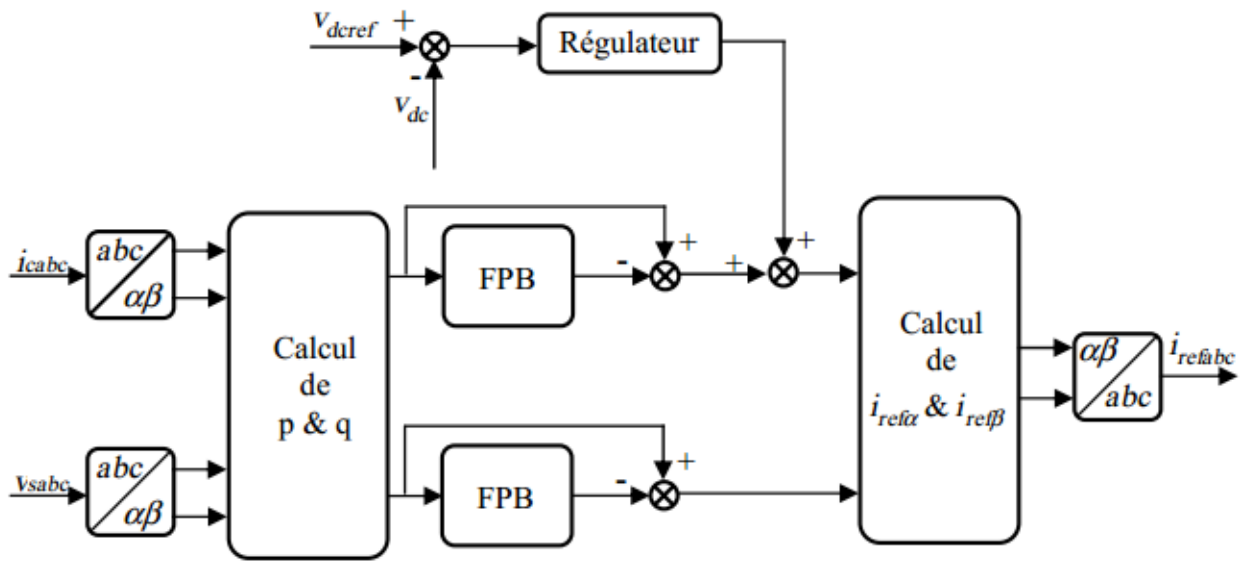 v_dcref + Régulateur
-
v_dc
i_cabc abc αβ
+ - + +
FPB
Calcul
de
p & q
Calcul
de
i_refα & i_refβ
αβ abc i_refabc
v_sabc abc αβ
+ -
FPB